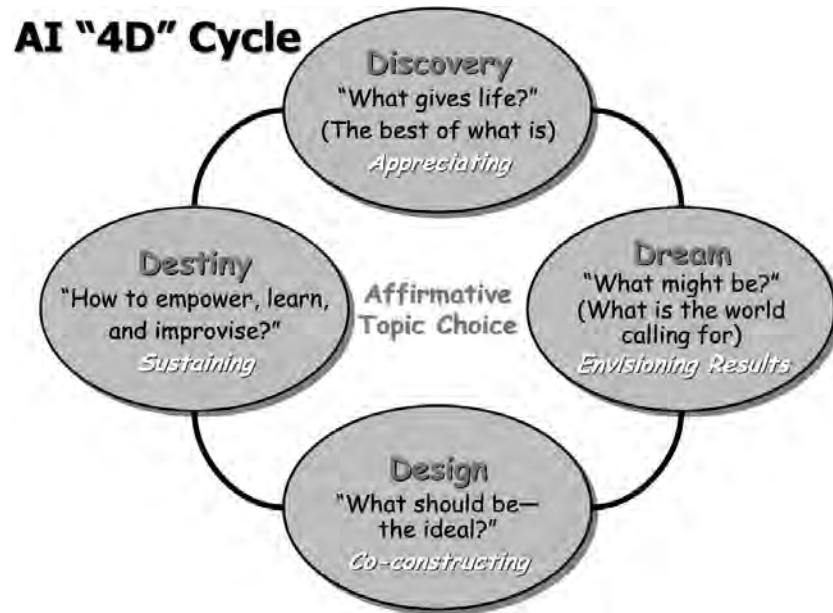 AI “4D” Cycle
Discovery
“What gives life?”
(The best of what is)
Appreciating
Dream
“What might be?”
(What is the world
calling for)
Envisioning Results
Design
“What should be—
the ideal?”
Co-constructing
Destiny
“How to empower, learn,
and improvise?”
Sustaining
Affirmative
Topic Choice